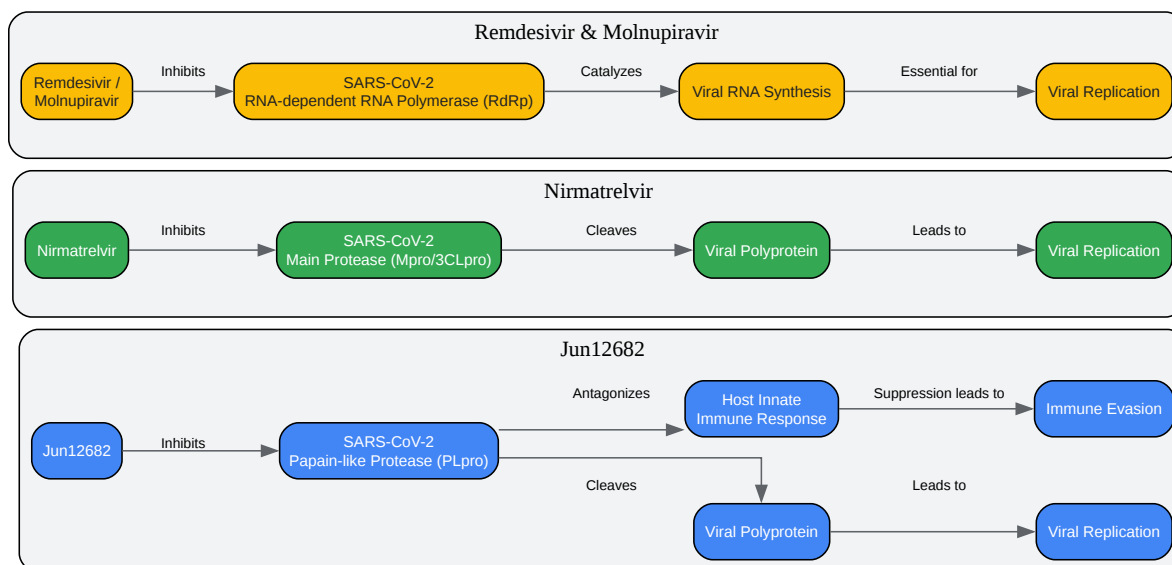 Remdesivir & Molnupiravir
Remdesivir /
Molnupiravir
Inhibits
SARS-CoV-2
RNA-dependent RNA Polymerase (RdRp)
Catalyzes
Viral RNA Synthesis
Essential for
Viral Replication
Nirmatrelvir
Nirmatrelvir
Inhibits
SARS-CoV-2
Main Protease (Mpro/3CLpro)
Cleaves
Viral Polyprotein
Leads to
Viral Replication
Jun12682
Jun12682
Inhibits
SARS-CoV-2
Papain-like Protease (PLpro)
Antagonizes
Host Innate
Immune Response
Suppression leads to
Immune Evasion
Cleaves
Viral Polyprotein
Leads to
Viral Replication